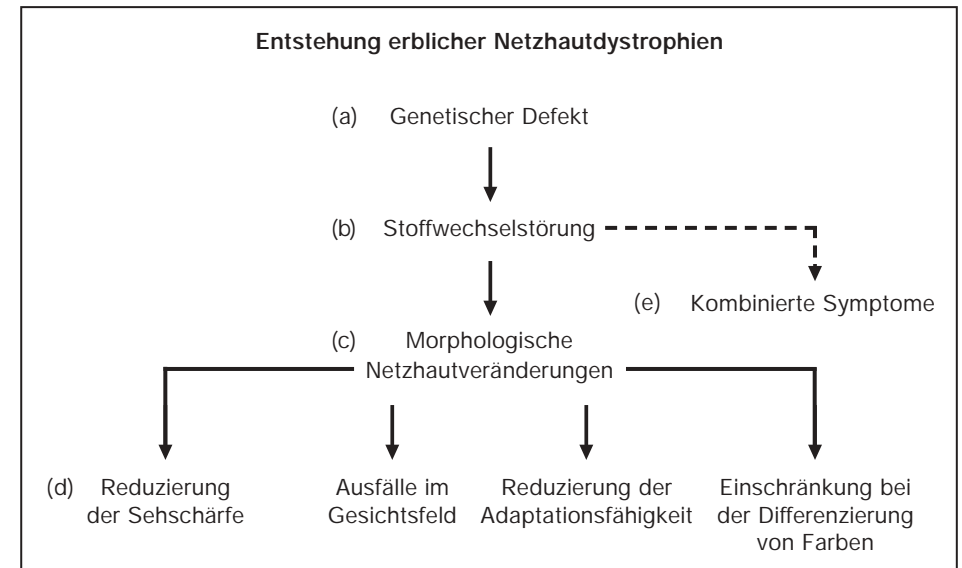 Entstehung erblicher Netzhautdystrophien
(a) Genetischer Defekt
(b) Stoffwechselstörung
(e) Kombinierte Symptome
(c) Morphologische
Netzhautveränderungen
(d) Reduzierung
der Sehschärfe
Ausfälle im
Gesichtsfeld
Reduzierung der
Adaptationsfähigkeit
Einschränkung bei
der Differenzierung
von Farben